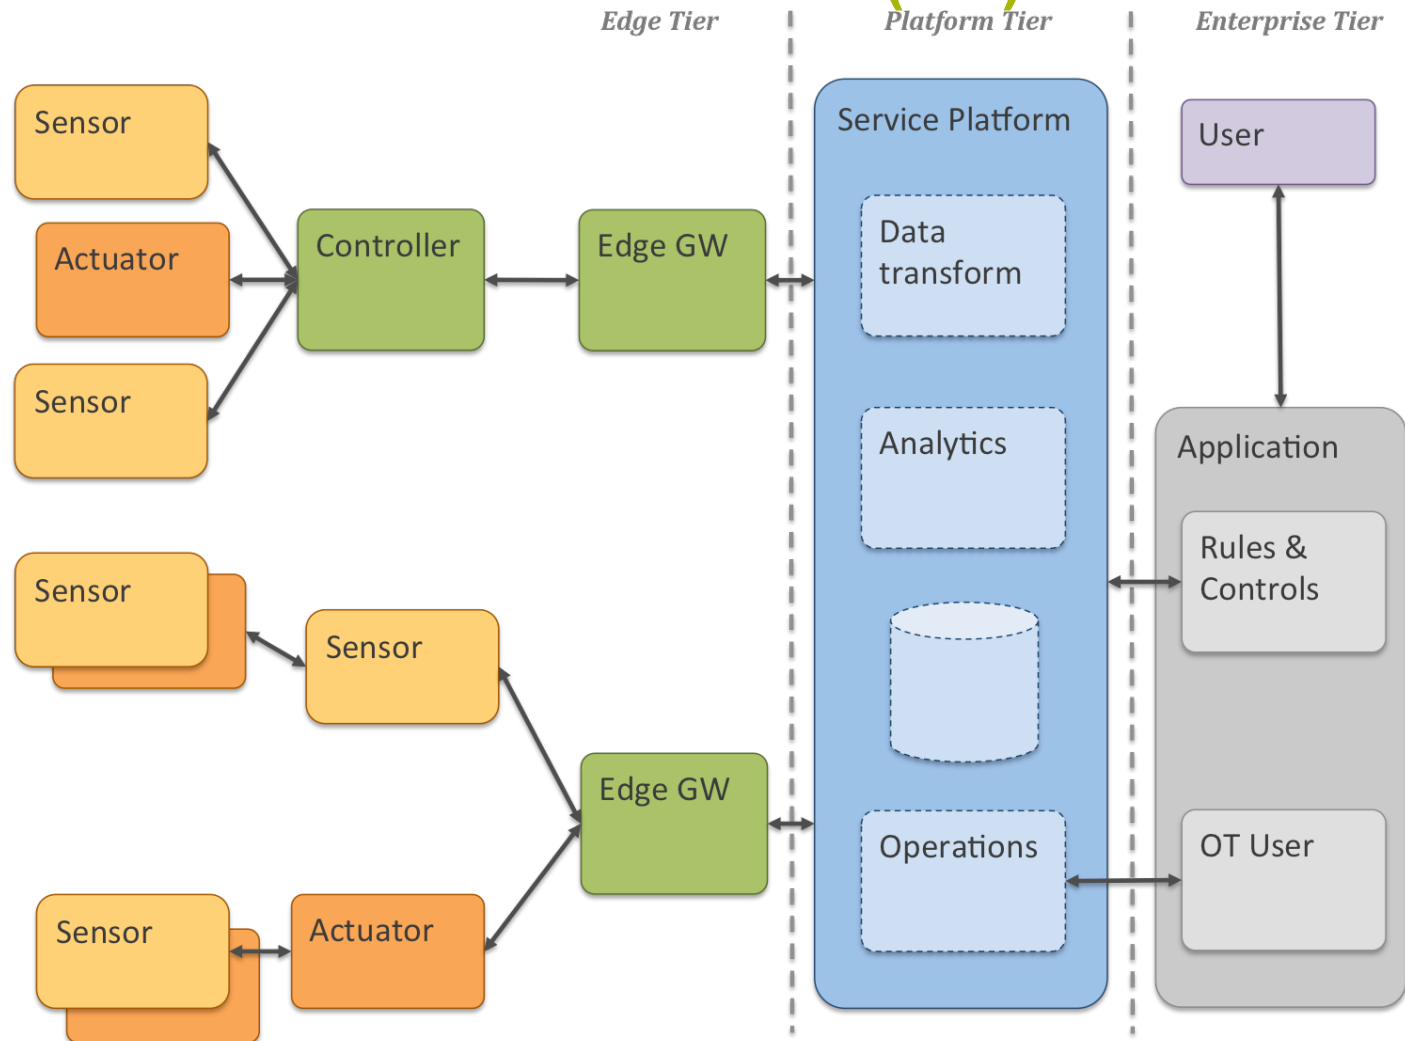 Edge Tier
Platform Tier
Enterprise Tier
Sensor
Actuator
Sensor
Controller
Edge GW
Sensor
Sensor
Edge GW
Sensor
Actuator
Service Platform
Data
transform
Analytics
Operations
User
Application
Rules &
Controls
OT User